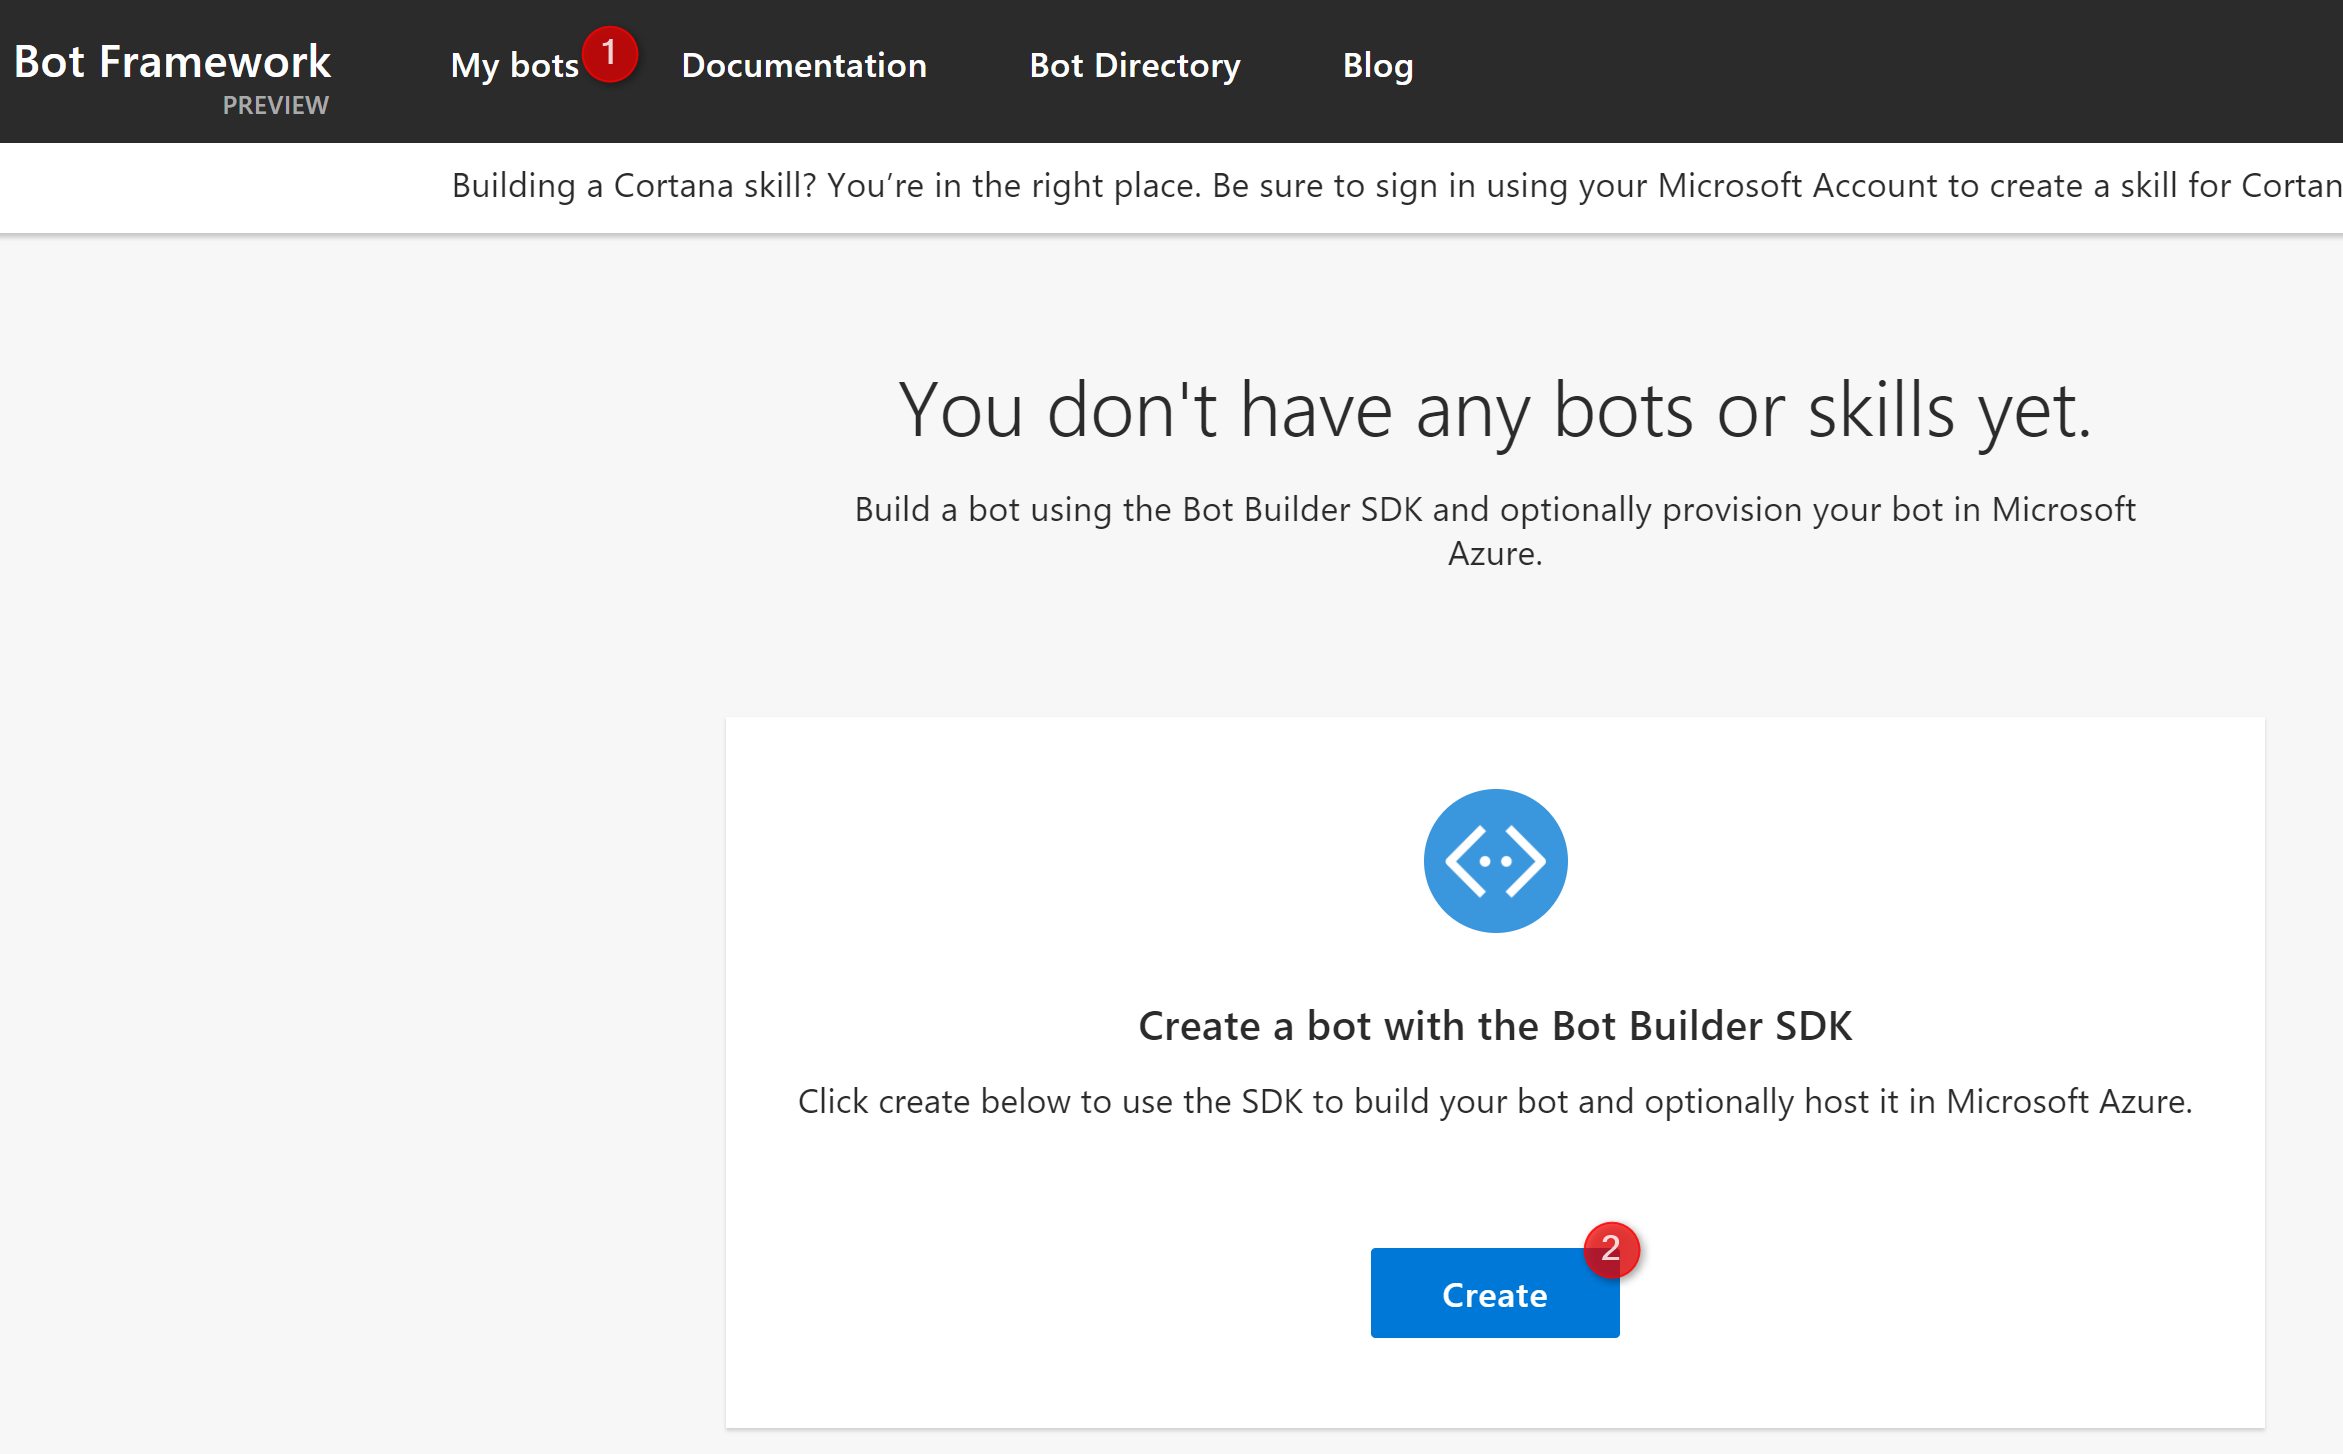 Bot Framework
PREVIEW
My bots 1 Documentation Bot Directory Blog
Building a Cortana skill? You’re in the right place. Be sure to sign in using your Microsoft Account to create a skill for Cortan
You don't have any bots or skills yet.
Build a bot using the Bot Builder SDK and optionally provision your bot in Microsoft
Azure.
Create a bot with the Bot Builder SDK
Click create below to use the SDK to build your bot and optionally host it in Microsoft Azure.
2
Create